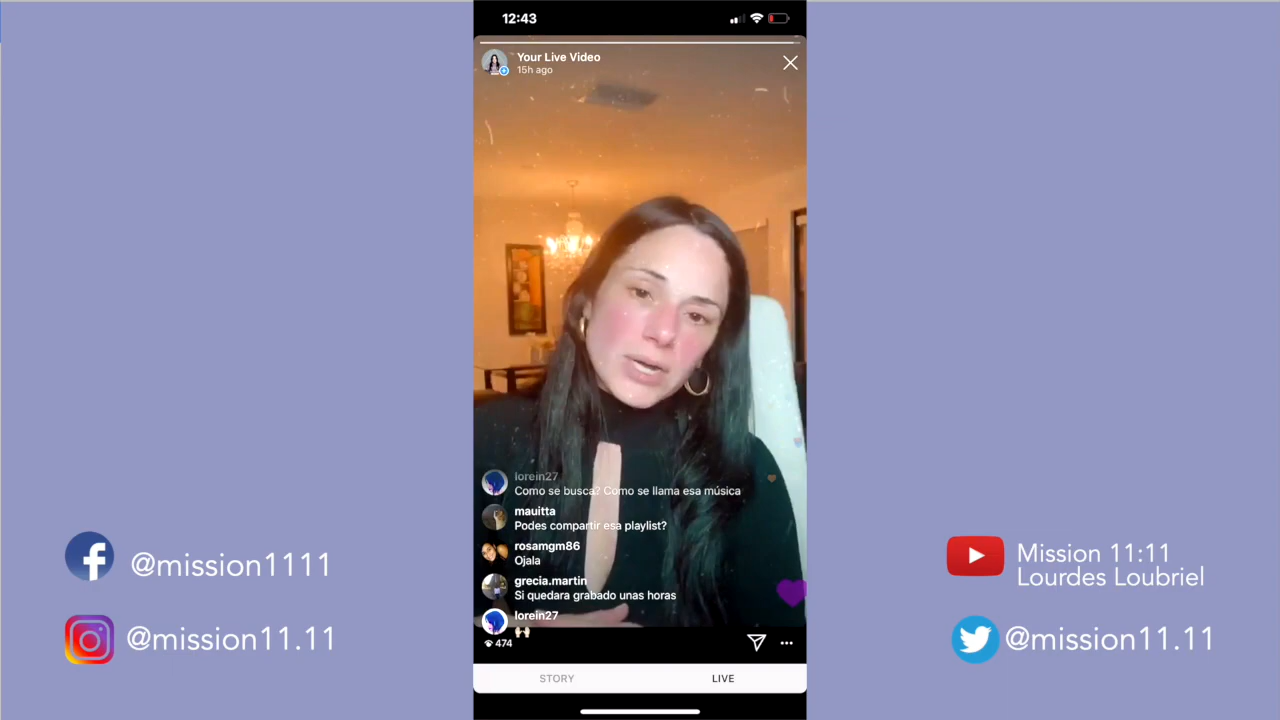 12:43
Your Live Video
15h ago
lorein27
Como se busca? Como se llama esa música
mauitta
Podes compartir esa playlist?
rosamgm86
Ojala
grecia.martin
Si quedara grabado unas horas
lorein27
474
STORY
LIVE
@mission1111
@mission11.11
Mission 11:11
Lourdes Loubriel
@mission11.11